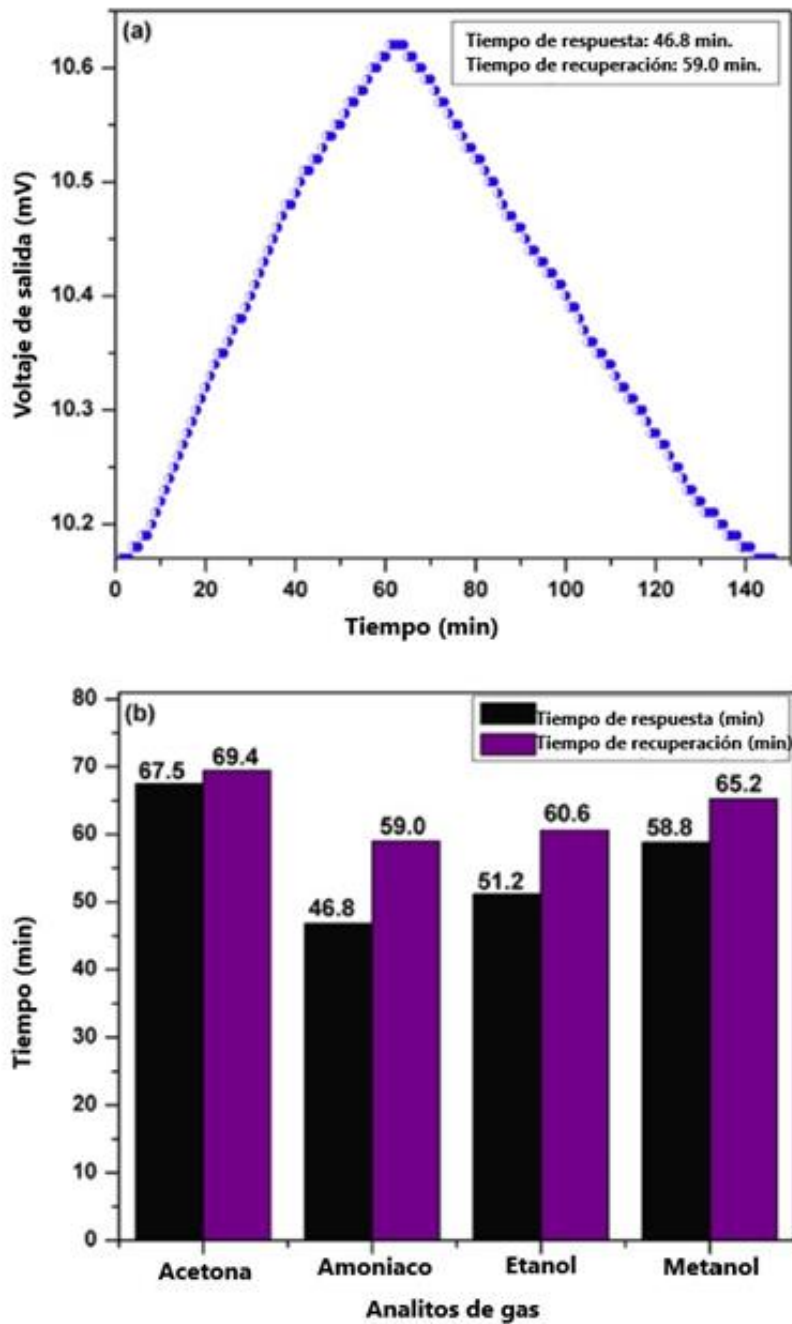 (a)
Tiempo de respuesta: 46.8 min.
Tiempo de recuperación: 59.0 min.
10.6
10.5
10.4
10.3
10.2
Voltaje de salida (mV)
0 20 40 60 80 100 120 140
Tiempo (min)
(b)
Tiempo de respuesta (min)
Tiempo de recuperación (min)
80
70
60
50
40
30
20
10
0
Tiempo (min)
67.5 69.4
46.8 59.0
51.2 60.6
58.8 65.2
Acetona Amoniaco Etanol Metanol
Analitos de gas